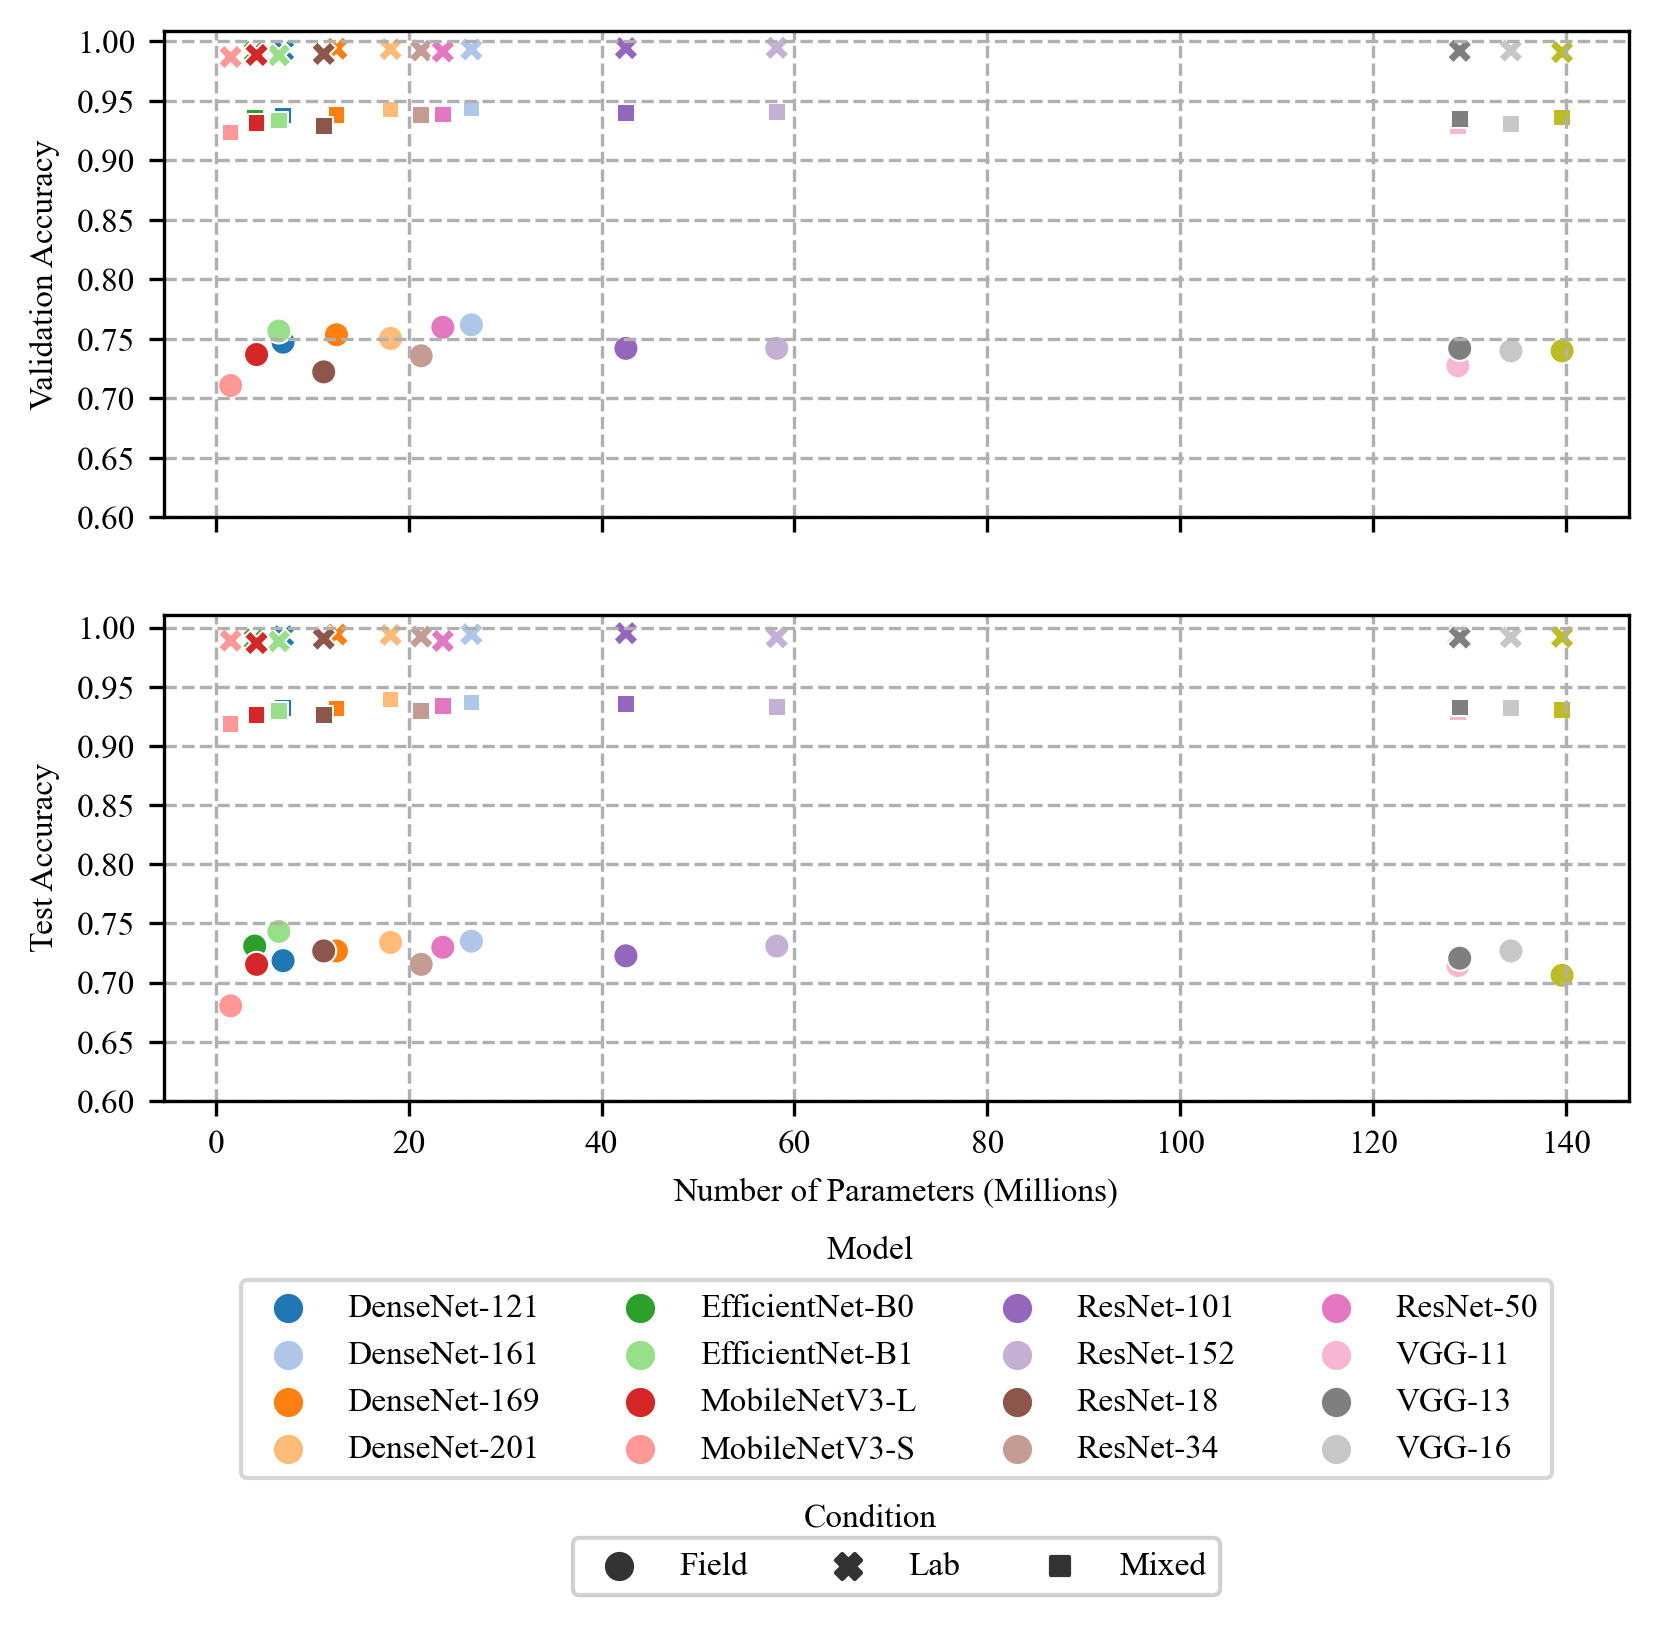 1.00
0.95
0.90
0.85
0.80
0.75
0.70
0.65
0.60
Validation Accuracy
1.00
0.95
0.90
0.85
0.80
0.75
0.70
0.65
0.60
Test Accuracy
0 20 40 60 80 100 120 140
Number of Parameters (Millions)
Model
DenseNet-121 EfficientNet-B0 ResNet-101 ResNet-50
DenseNet-161 EfficientNet-B1 ResNet-152 VGG-11
DenseNet-169 MobileNetV3-L ResNet-18 VGG-13
DenseNet-201 MobileNetV3-S ResNet-34 VGG-16
Condition
Field Lab Mixed